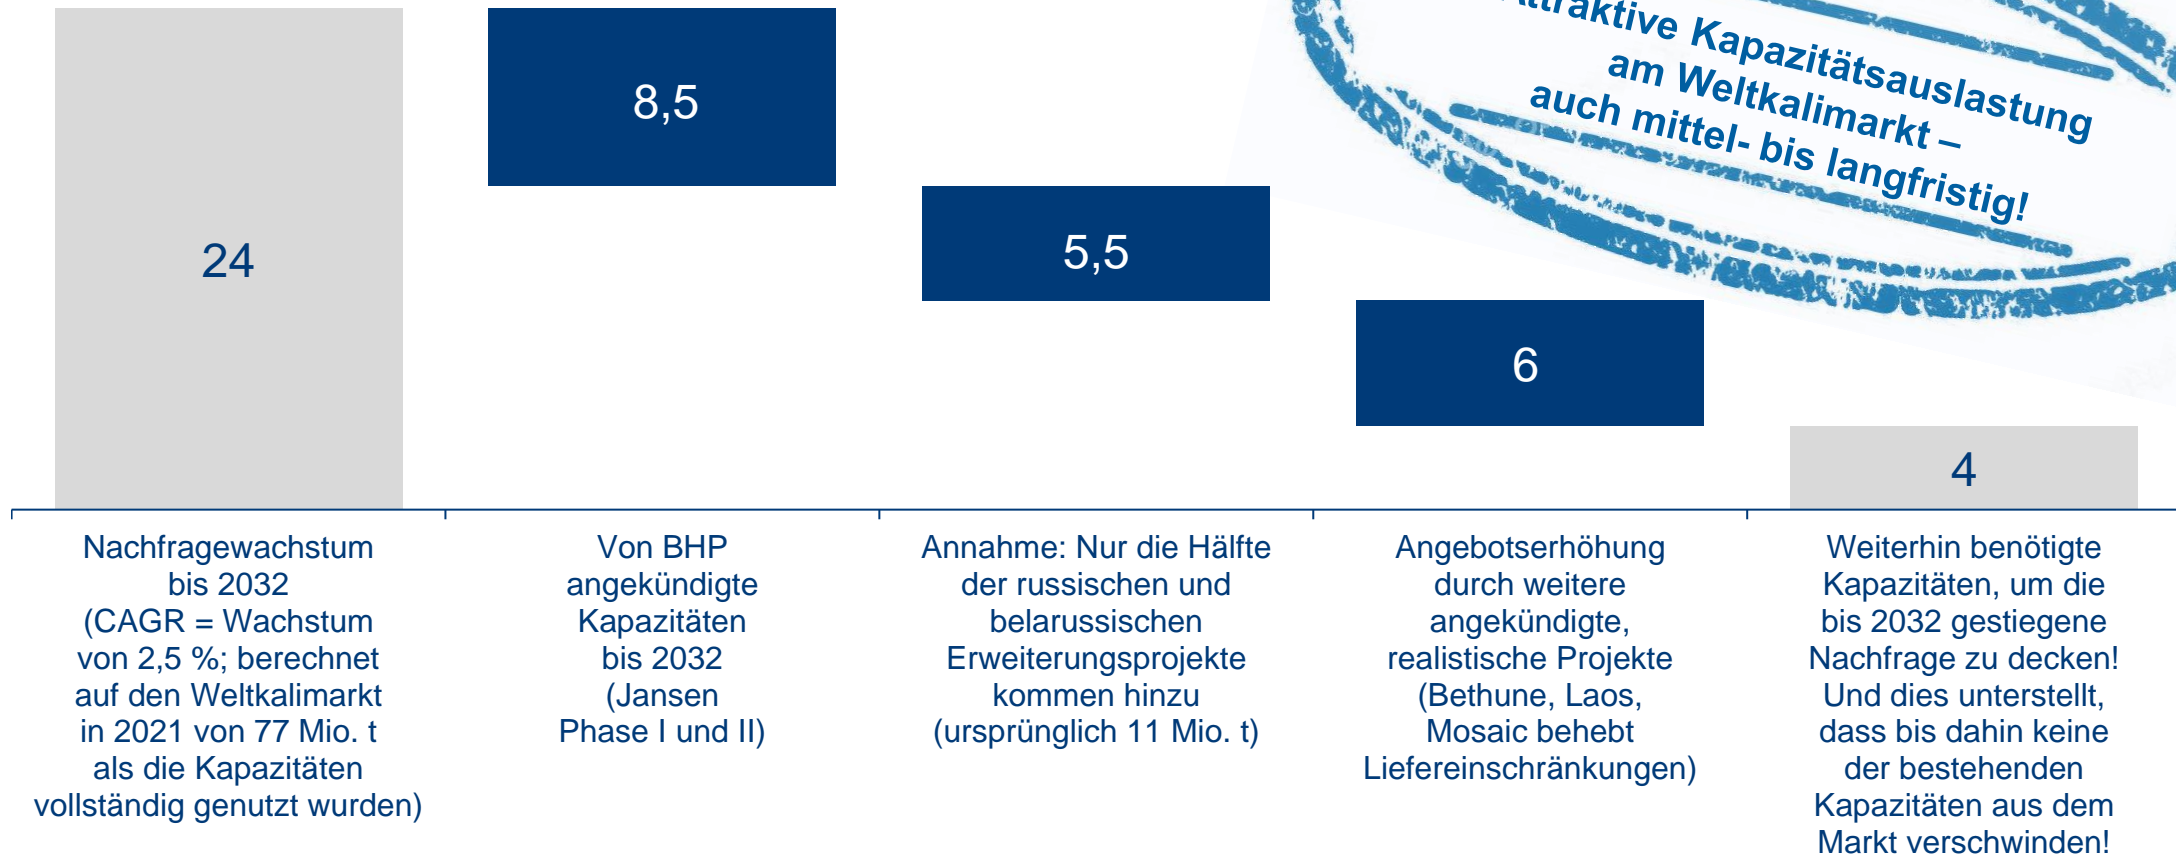 Attraktive Kapazitätsauslastung
am Weltkalimarkt –
auch mittel- bis langfristig!
24
8,5
5,5
6
4
Nachfragewachstum
bis 2032
(CAGR = Wachstum
von 2,5 %; berechnet
auf den Weltkalimarkt
in 2021 von 77 Mio. t
als die Kapazitäten
vollständig genutzt wurden)
Von BHP
angekündigte
Kapazitäten
bis 2032
(Jansen
Phase I und II)
Annahme: Nur die Hälfte
der russischen und
belarussischen
Erweiterungsprojekte
kommen hinzu
(ursprünglich 11 Mio. t)
Angebotserhöhung
durch weitere
angekündigte,
realistische Projekte
(Bethune, Laos,
Mosaic behebt
Liefereinschränkungen)
Weiterhin benötigte
Kapazitäten, um die
bis 2032 gestiegene
Nachfrage zu decken!
Und dies unterstellt,
dass bis dahin keine
der bestehenden
Kapazitäten aus dem
Markt verschwinden!